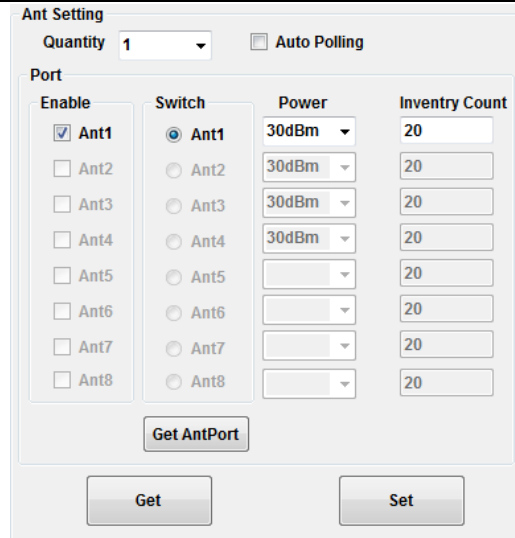 Ant Setting
Quantity 1 Auto Polling
Port
Enable Switch Power Inventry Count
Ant1 Ant1 30dBm 20
Ant2 Ant2 30dBm 20
Ant3 Ant3 30dBm 20
Ant4 Ant4 30dBm 20
Ant5 Ant5 20
Ant6 Ant6 20
Ant7 Ant7 20
Ant8 Ant8 20
Get AntPort
Get Set